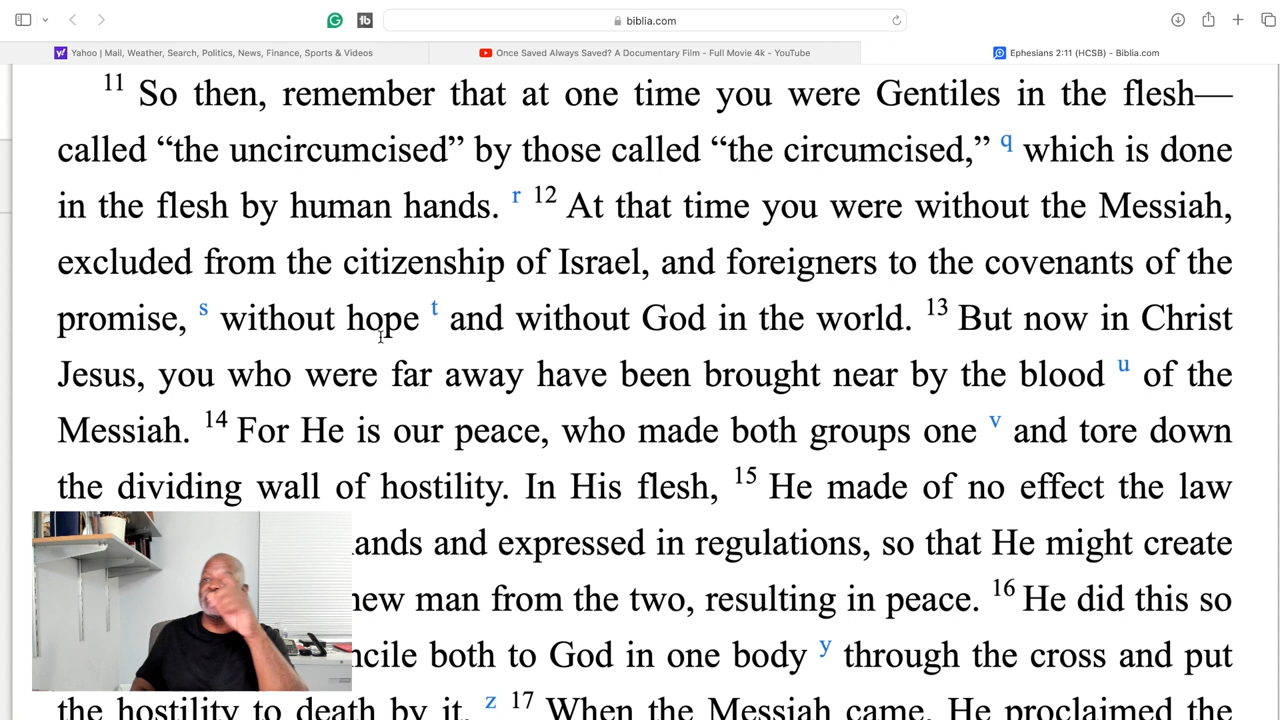 biblia.com
Yahoo | Mail, Weather, Search, Politics, News, Finance, Sports & Videos
Once Saved Always Saved? A Documentary Film - Full Movie 4k - YouTube
Ephesians 2:11 (HCSB) - Biblia.com
11 So then, remember that at one time you were Gentiles in the flesh—
called “the uncircumcised” by those called “the circumcised,” q which is done
in the flesh by human hands. r 12 At that time you were without the Messiah,
excluded from the citizenship of Israel, and foreigners to the covenants of the
promise, s without hope t and without God in the world. 13 But now in Christ
Jesus, you who were far away have been brought near by the blood u of the
Messiah. 14 For He is our peace, who made both groups one v and tore down
the dividing wall of hostility. In His flesh, 15 He made of no effect the law
ands and expressed in regulations, so that He might create
new man from the two, resulting in peace. 16 He did this so
ncile both to God in one body y through the cross and put
the hostility to death by it. z 17 When the Messiah came, He proclaimed the